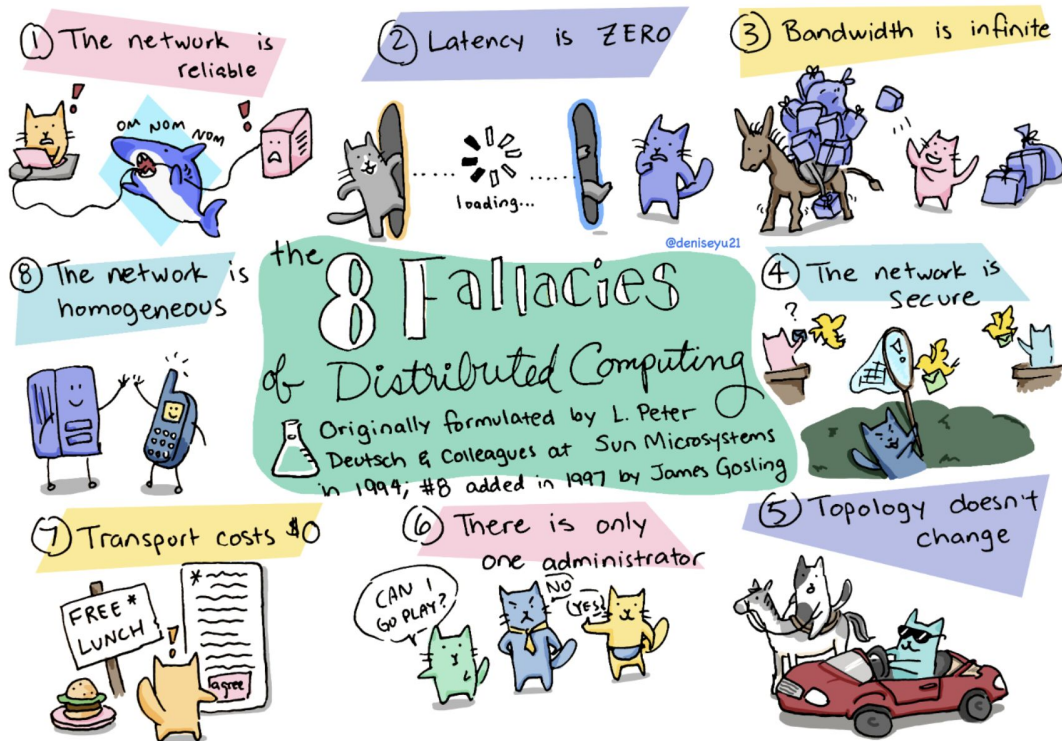 ① The network is
reliable
OM NOM NOM
② Latency is ZERO
loading...
③ Bandwidth is infinite
@deniseyu21
the 8 Fallacies
of Distributed Computing
Originally formulated by L. Peter
Deutsch & Colleagues at Sun Microsystems
in 1994; #8 added in 1997 by James Gosling
④ The network is
secure
?
⑤ Topology doesn't
change
⑥ There is only
one administrator
CAN I
GO PLAY?
NO
YES!
⑦ Transport costs $0
FREE*
LUNCH
*
agree
⑧ The network is
homogeneous